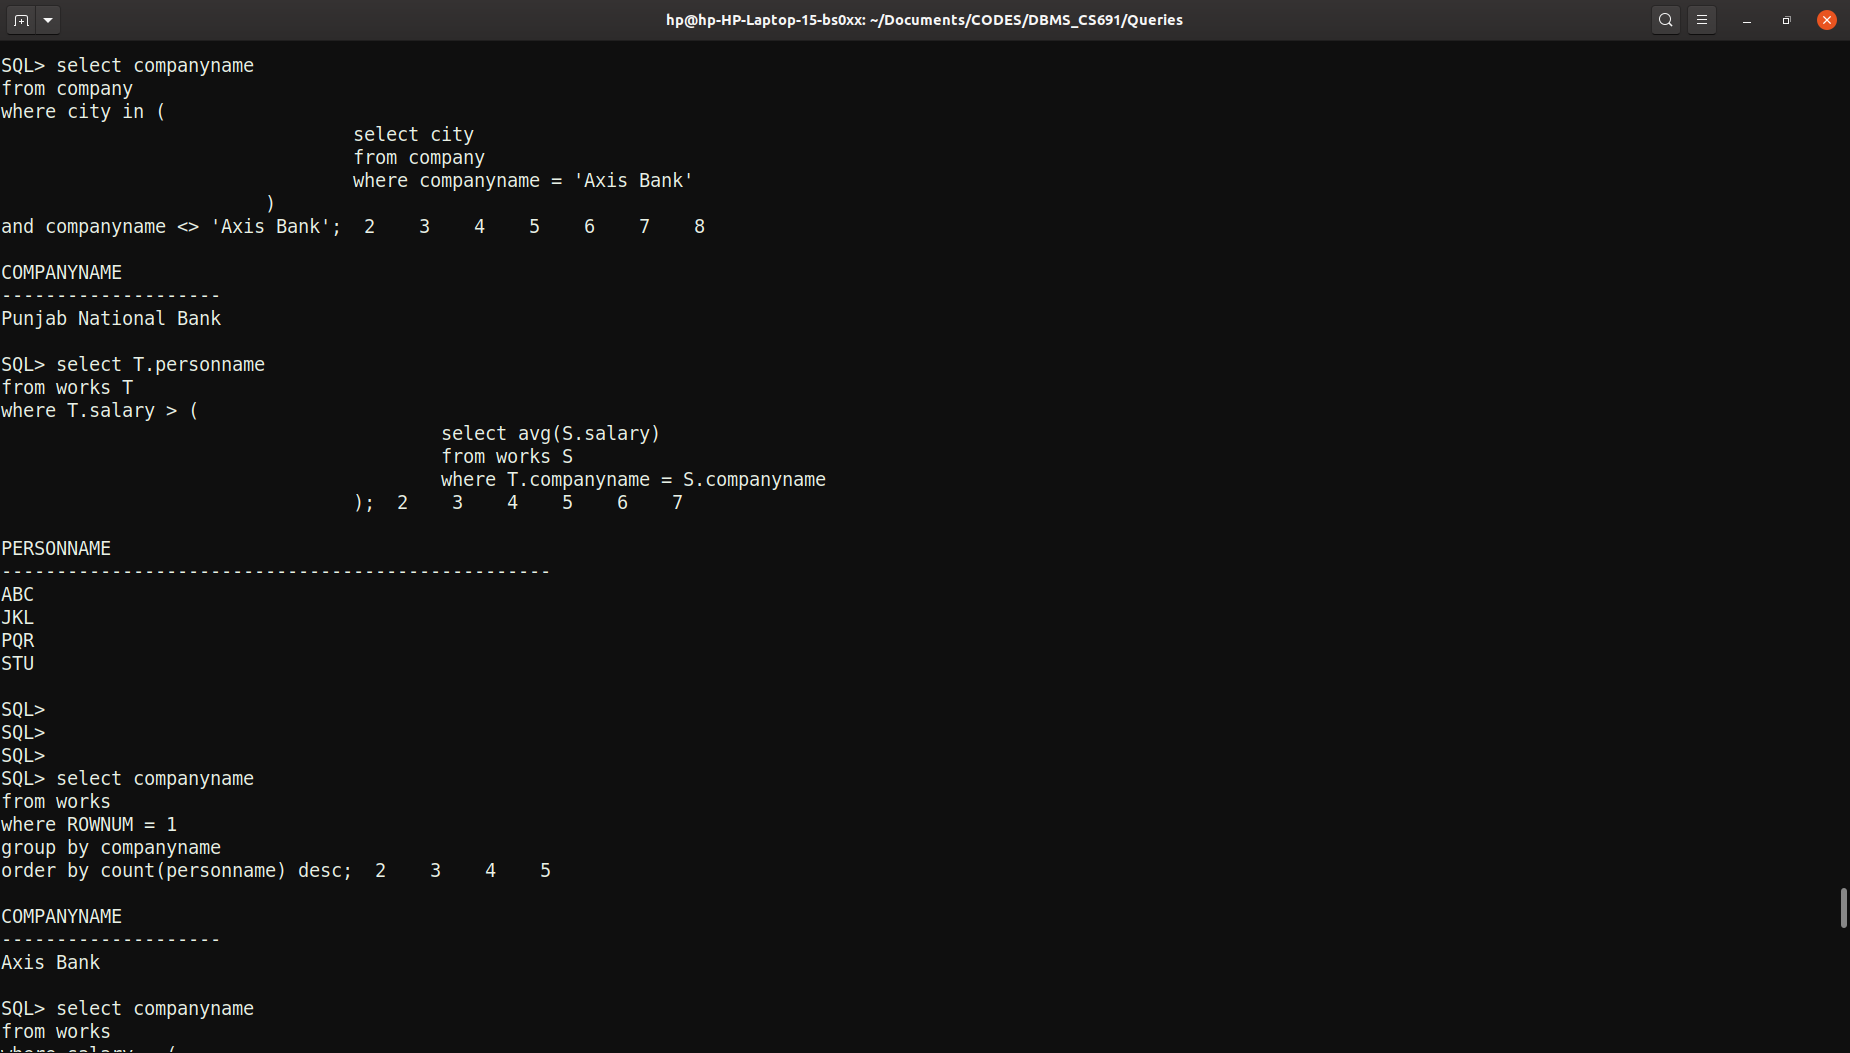 hp@hp-HP-Laptop-15-bs0xx: ~/Documents/CODES/DBMS_CS691/Queries
SQL> select companyname
from company
where city in (
select city
from company
where companyname = 'Axis Bank'
)
and companyname <> 'Axis Bank';  2    3    4    5    6    7    8
COMPANYNAME
--------------------
Punjab National Bank
SQL> select T.personname
from works T
where T.salary > (
select avg(S.salary)
from works S
where T.companyname = S.companyname
);  2    3    4    5    6    7
PERSONNAME
--------------------------------------------------
ABC
JKL
PQR
STU
SQL>
SQL>
SQL>
SQL> select companyname
from works
where ROWNUM = 1
group by companyname
order by count(personname) desc;  2    3    4    5
COMPANYNAME
--------------------
Axis Bank
SQL> select companyname
from works